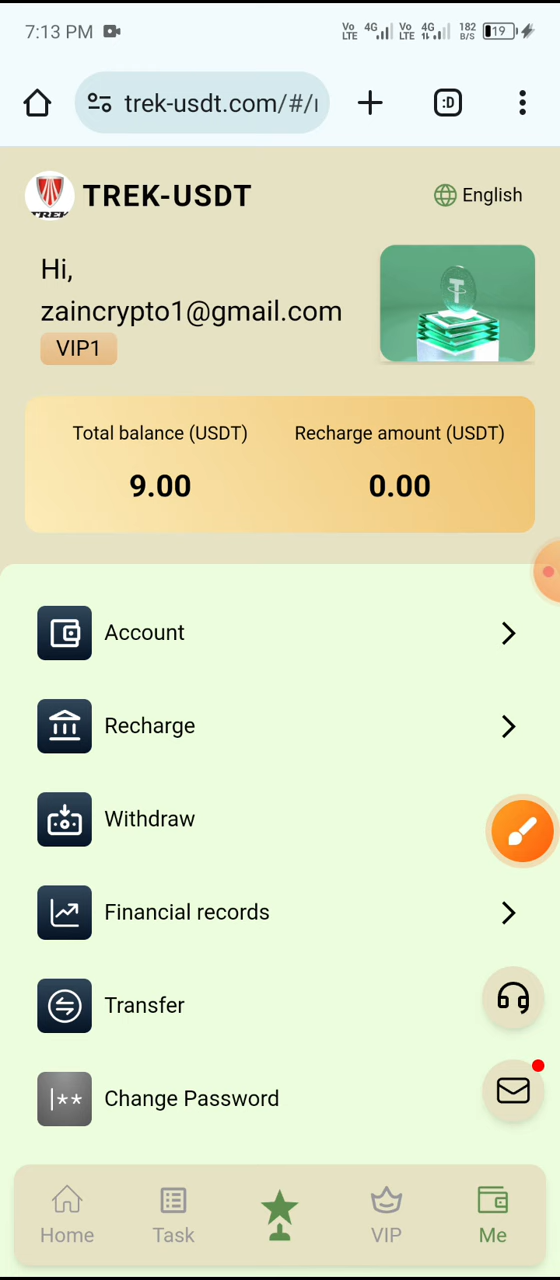 7:13 PM
Vo LTE 4G Vo LTE 4G 182 B/S 19
trek-usdt.com/#/
TREK
TREK-USDT
English
Hi,
zaincrypto1@gmail.com
VIP1
Total balance (USDT) Recharge amount (USDT)
9.00 0.00
Account
Recharge
Withdraw
Financial records
Transfer
Change Password
Home Task VIP Me